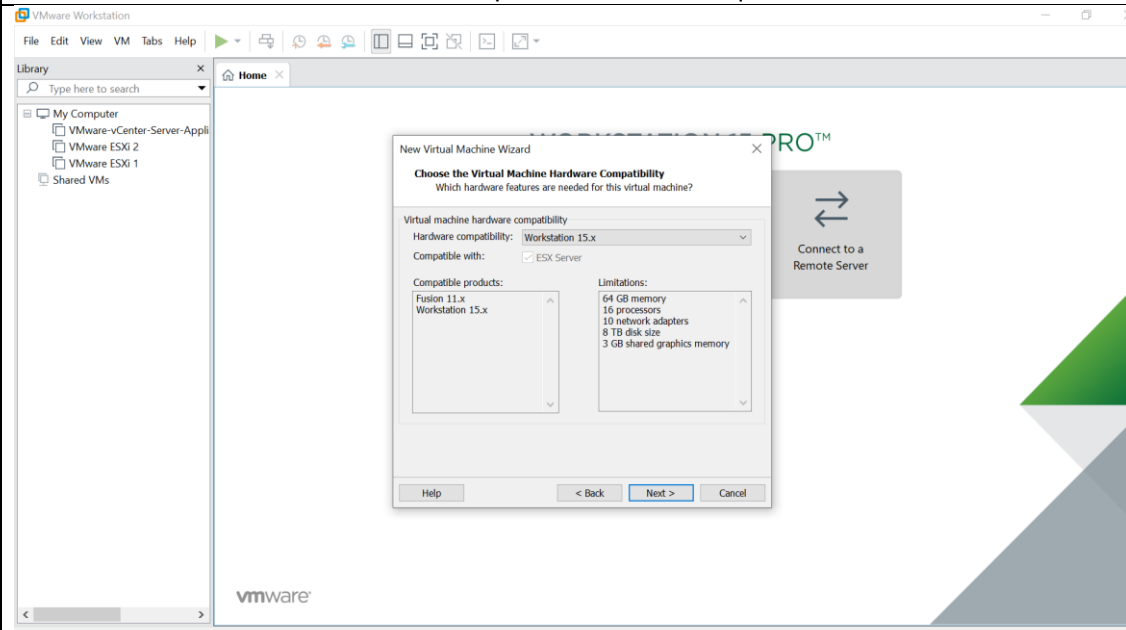 VMware Workstation
File Edit View VM Tabs Help
Library
Type here to search
My Computer
VMware-vCenter-Server-Appli
VMware ESXi 2
VMware ESXi 1
Shared VMs
Home
PRO™
New Virtual Machine Wizard
Choose the Virtual Machine Hardware Compatibility
Which hardware features are needed for this virtual machine?
Virtual machine hardware compatibility
Hardware compatibility: Workstation 15.x
Compatible with: ESX Server
Compatible products:
Fusion 11.x
Workstation 15.x
Limitations:
64 GB memory
16 processors
10 network adapters
8 TB disk size
3 GB shared graphics memory
Help < Back Next > Cancel
Connect to a
Remote Server
vmware